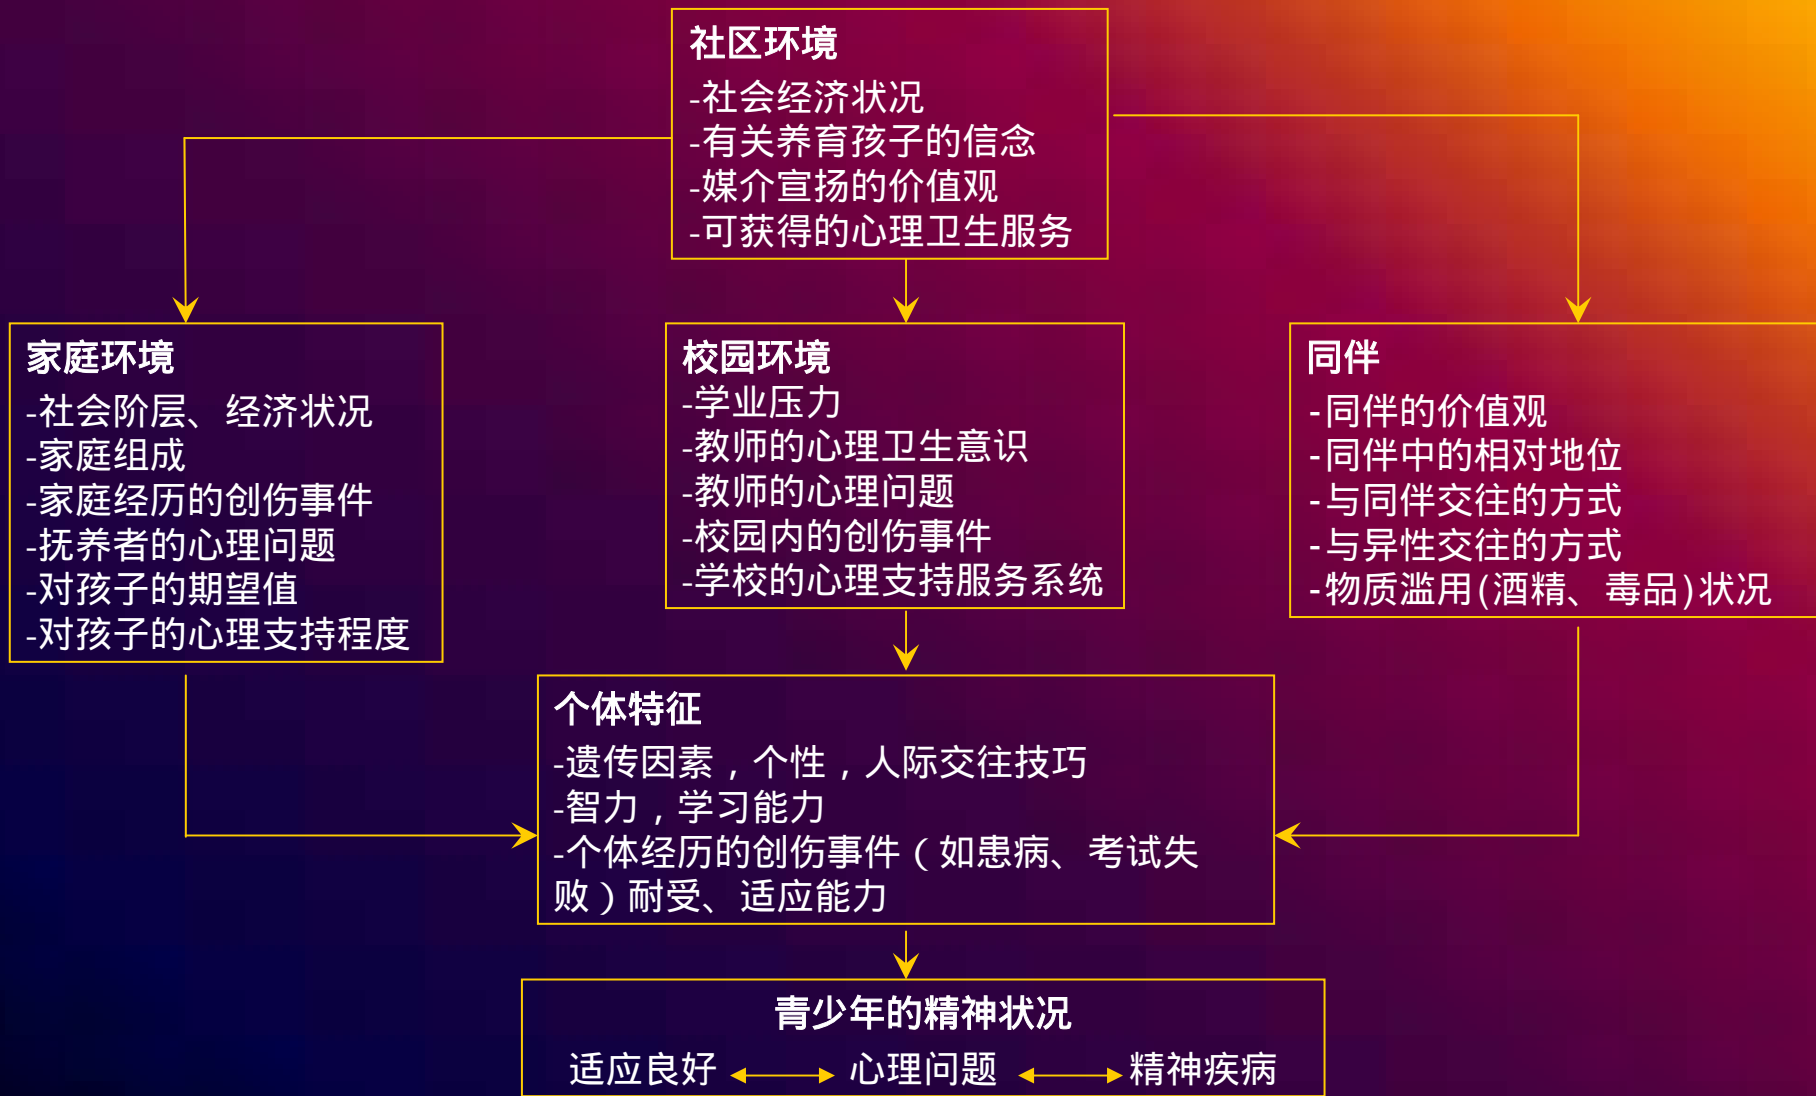 社区环境
-社会经济状况
-有关养育孩子的信念
-媒介宣扬的价值观
-可获得的心理卫生服务
家庭环境
-社会阶层、经济状况
-家庭组成
-家庭经历的创伤事件
-抚养者的心理问题
-对孩子的期望值
-对孩子的心理支持程度
校园环境
-学业压力
-教师的心理卫生意识
-教师的心理问题
-校园内的创伤事件
-学校的心理支持服务系统
同伴
-同伴的价值观
-同伴中的相对地位
-与同伴交往的方式
-与异性交往的方式
-物质滥用(酒精、毒品)状况
个体特征
-遗传因素，个性，人际交往技巧
-智力，学习能力
-个体经历的创伤事件（如患病、考试失
败）耐受、适应能力
青少年的精神状况
适应良好 心理问题 精神疾病